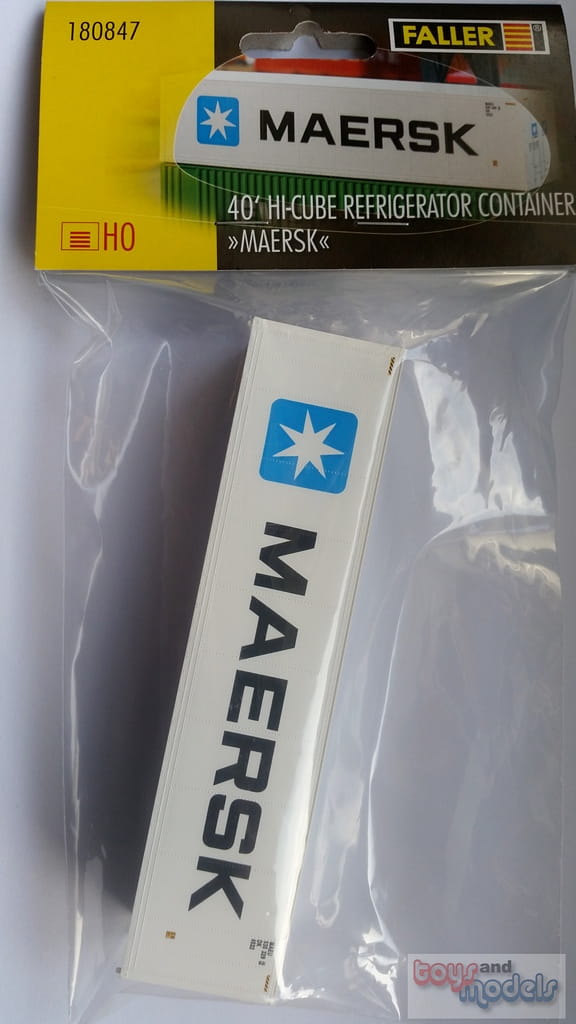 180847
FALLER
MAERSK
40' HI-CUBE REFRIGERATOR CONTAINER
»MAERSK«
H0
MAERSK
toys and
models